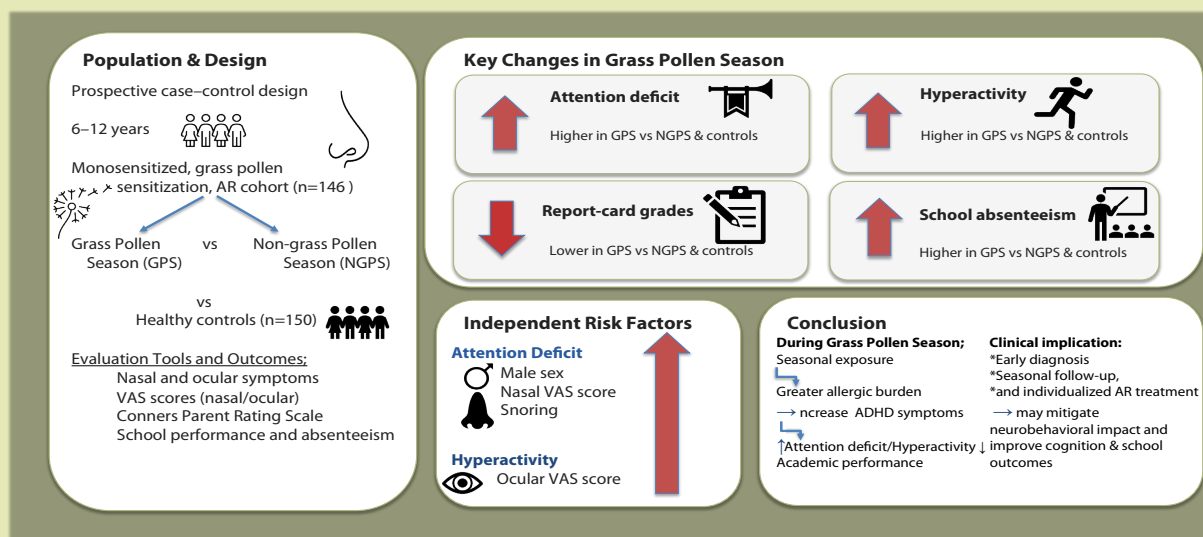 Population & Design
Prospective case–control design
6–12 years
Monosensitized, grass pollen
sensitization, AR cohort (n=146 )
Grass Pollen
Season (GPS)
vs
Non-grass Pollen
Season (NGPS)
vs
Healthy controls (n=150)
Evaluation Tools and Outcomes;
Nasal and ocular symptoms
VAS scores (nasal/ocular)
Conners Parent Rating Scale
School performance and absenteeism
Key Changes in Grass Pollen Season
Attention deficit
Higher in GPS vs NGPS & controls
Hyperactivity
Higher in GPS vs NGPS & controls
Report-card grades
Lower in GPS vs NGPS & controls
School absenteeism
Higher in GPS vs NGPS & controls
Independent Risk Factors
Attention Deficit
Male sex
Nasal VAS score
Snoring
Hyperactivity
Ocular VAS score
Conclusion
During Grass Pollen Season;
Seasonal exposure
Greater allergic burden
→ ncrease ADHD symptoms
↑Attention deficit/Hyperactivity ↓
Academic performance
Clinical implication:
*Early diagnosis
*Seasonal follow-up,
*and individualized AR treatment
→ may mitigate
neurobehavioral impact and
improve cognition & school
outcomes